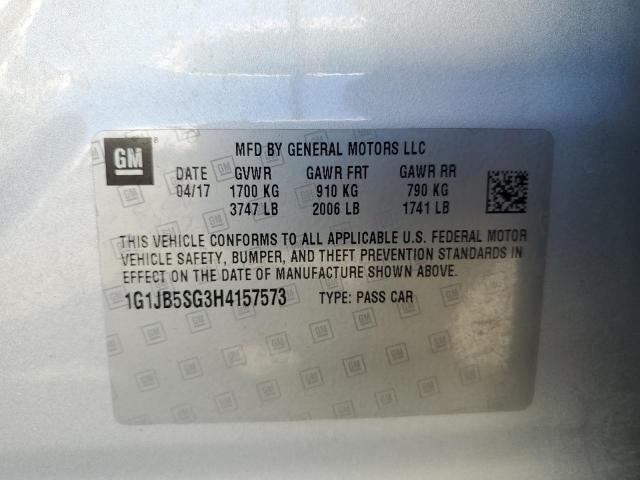 GM
MFD BY GENERAL MOTORS LLC
DATE GVWR GAWR FRT GAWR RR
04/17 1700 KG 910 KG 790 KG
3747 LB 2006 LB 1741 LB
THIS VEHICLE CONFORMS TO ALL APPLICABLE U.S. FEDERAL MOTOR
VEHICLE SAFETY, BUMPER, AND THEFT PREVENTION STANDARDS IN
EFFECT ON THE DATE OF MANUFACTURE SHOWN ABOVE.
1G1JB5SG3H4157573 TYPE: PASS CAR